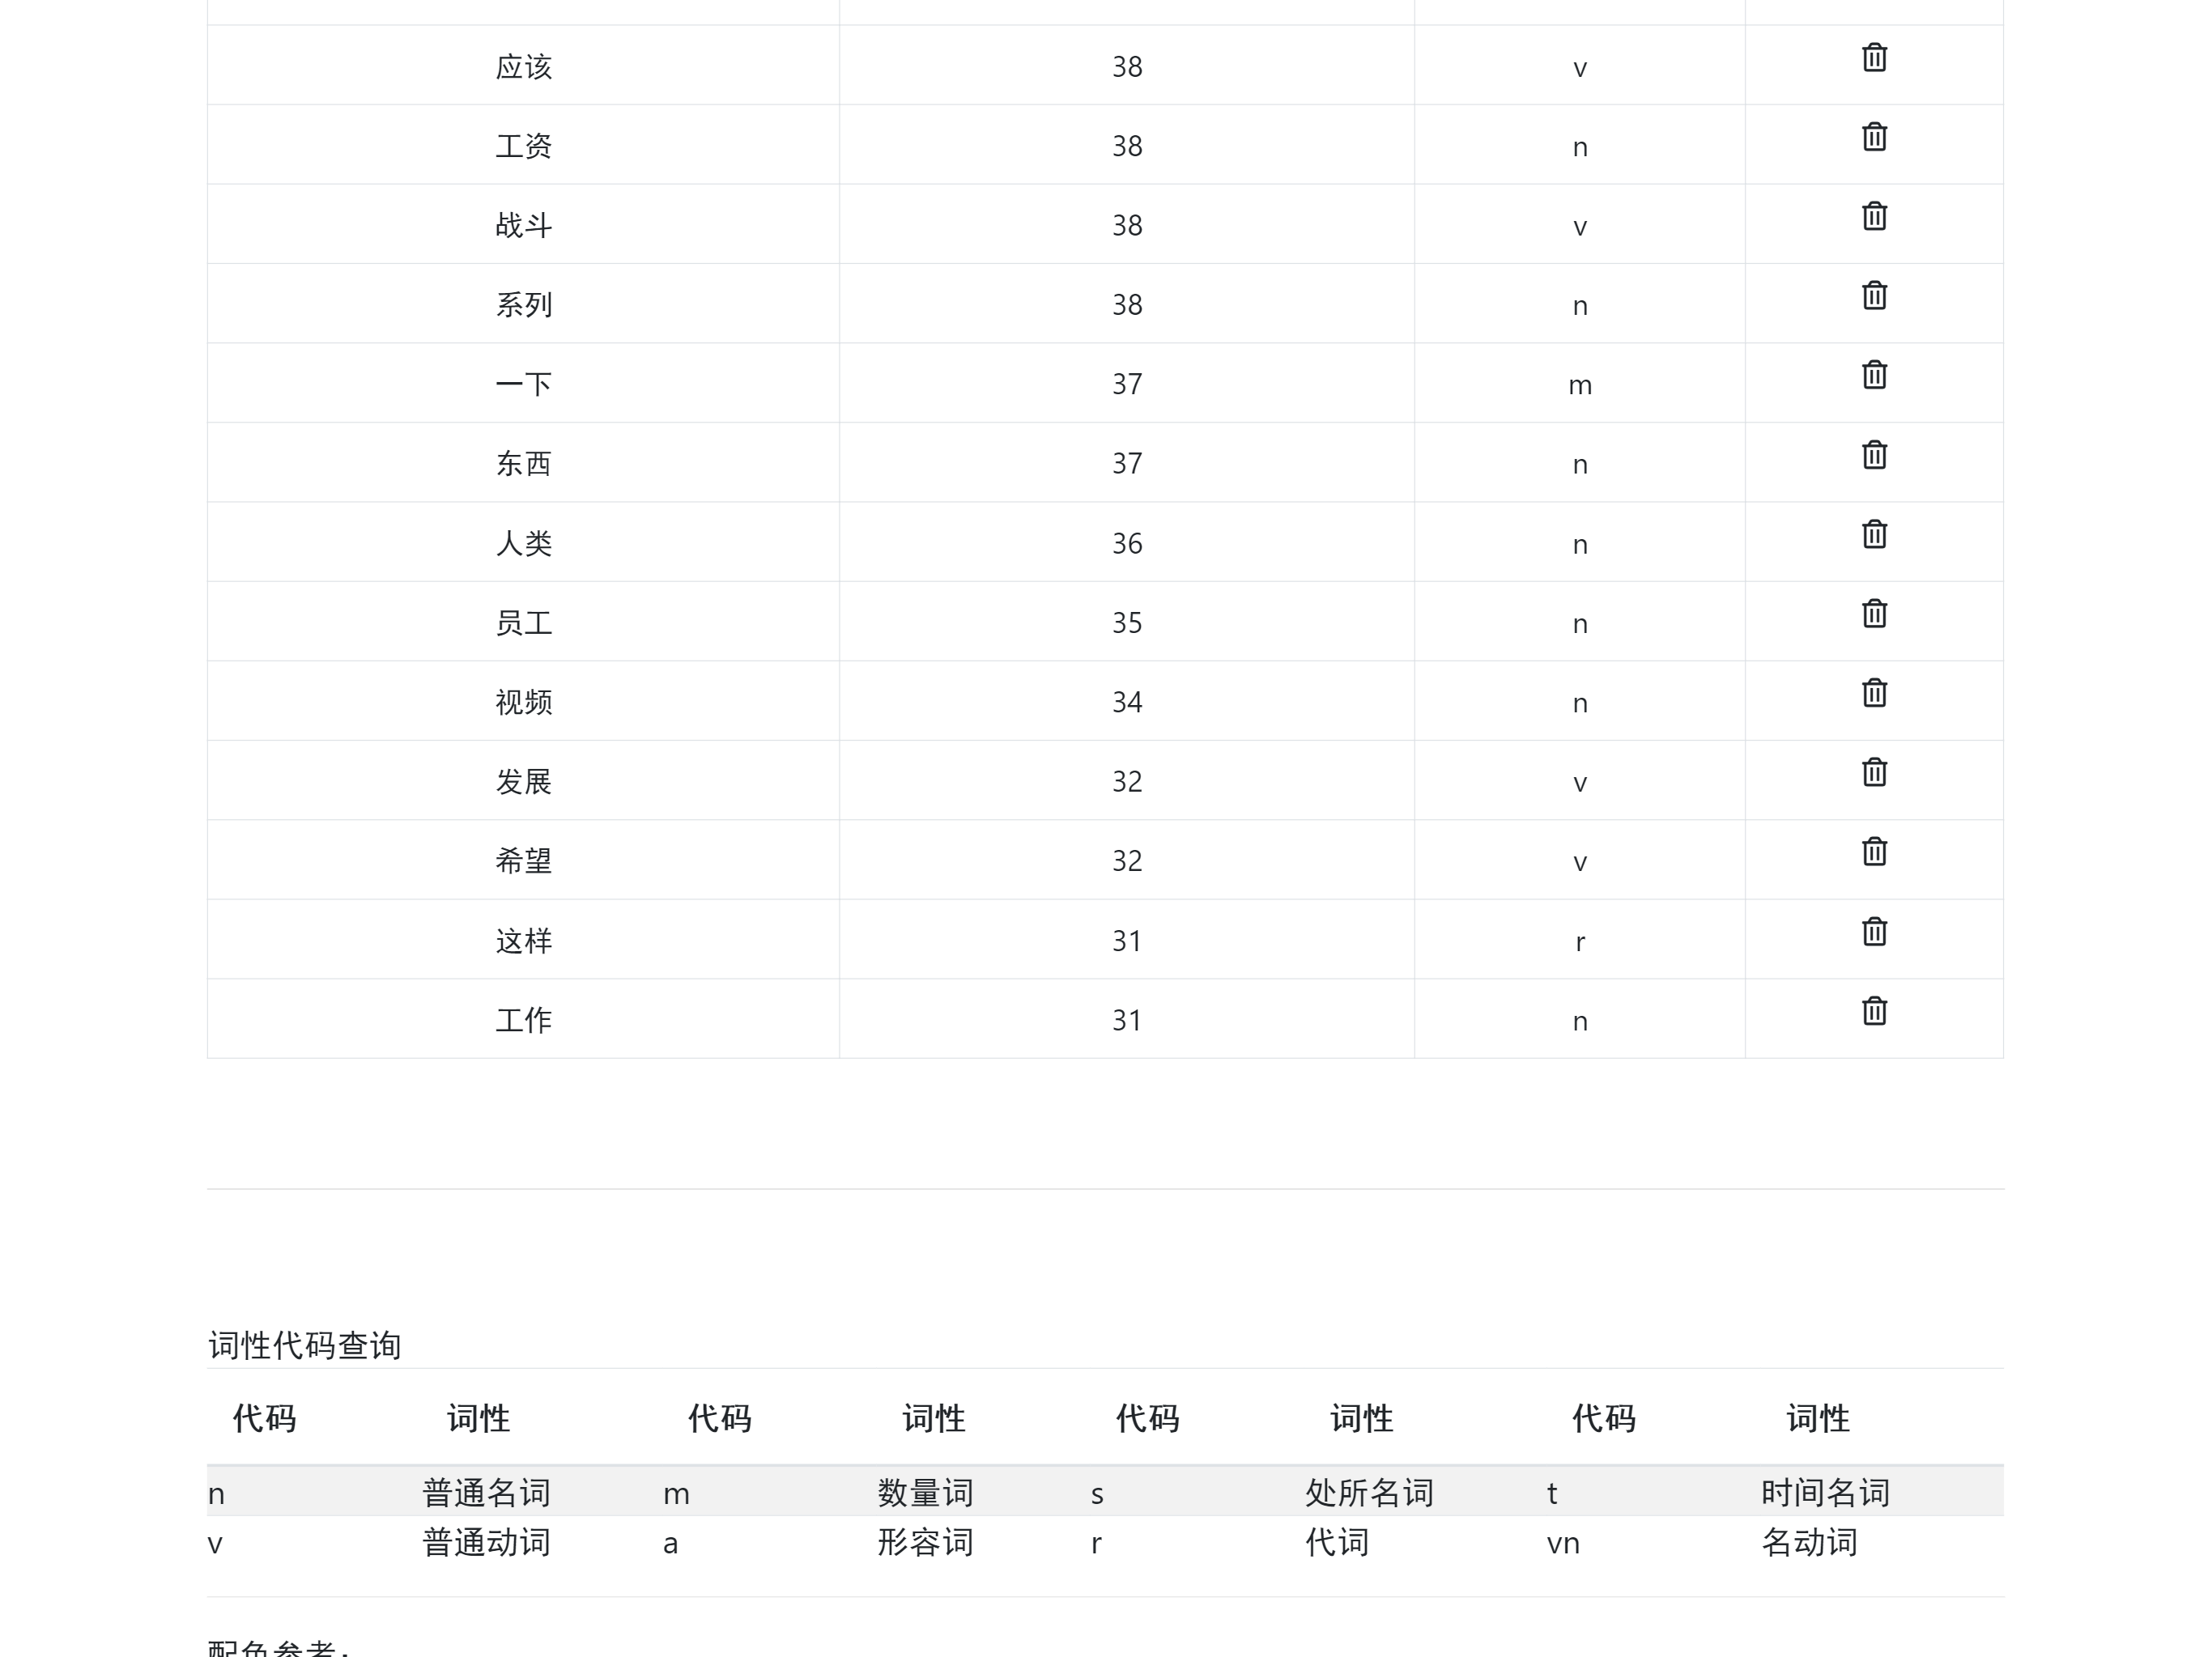 应该 38 v
工资 38 n
战斗 38 v
系列 38 n
一下 37 m
东西 37 n
人类 36 n
员工 35 n
视频 34 n
发展 32 v
希望 32 v
这样 31 r
工作 31 n
词性代码查询
代码 词性 代码 词性 代码 词性 代码 词性
n 普通名词 m 数量词 s 处所名词 t 时间名词
v 普通动词 a 形容词 r 代词 vn 名动词
配色参考：